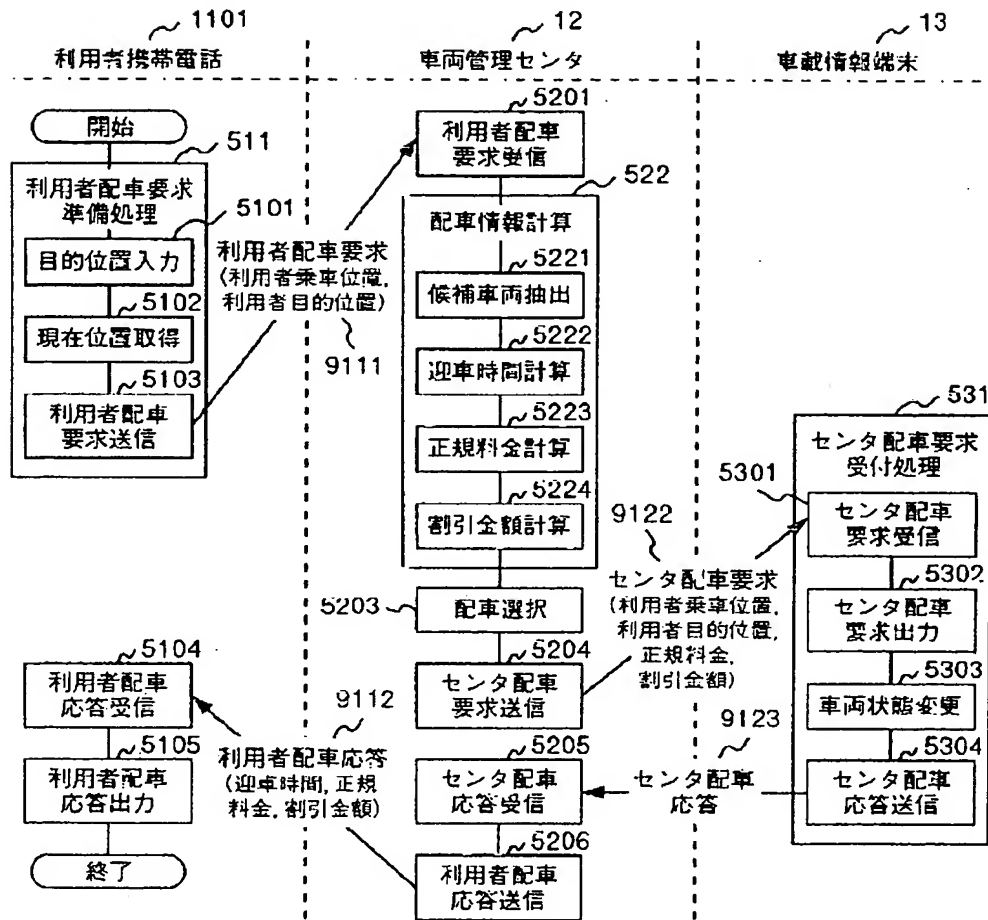 1101
利用者携帯電話
12
車両管理センタ
13
車載情報端末
開始
511
利用者配車要求
準備処理
5101
目的位置入力
5102
現在位置取得
5103
利用者配車
要求送信
利用者配車要求
(利用者乗車位置,
利用者目的位置)
9111
5201
利用者配車
要求受信
522
配車情報計算
5221
候補車両抽出
5222
迎車時間計算
5223
正規料金計算
5224
割引金額計算
5203
配車選択
5204
センタ配車
要求送信
9122
センタ配車要求
(利用者乗車位置,
利用者目的位置,
正規料金,
割引金額)
531
センタ配車要求
受付処理
5301
センタ配車
要求受信
5302
センタ配車
要求出力
5303
車両状態変更
5304
センタ配車
応答送信
9123
センタ配車
応答
5205
センタ配車
応答受信
5206
利用者配車
応答送信
9112
利用者配車応答
(迎車時間, 正規
料金, 割引金額)
5104
利用者配車
応答受信
5105
利用者配車
応答出力
終了